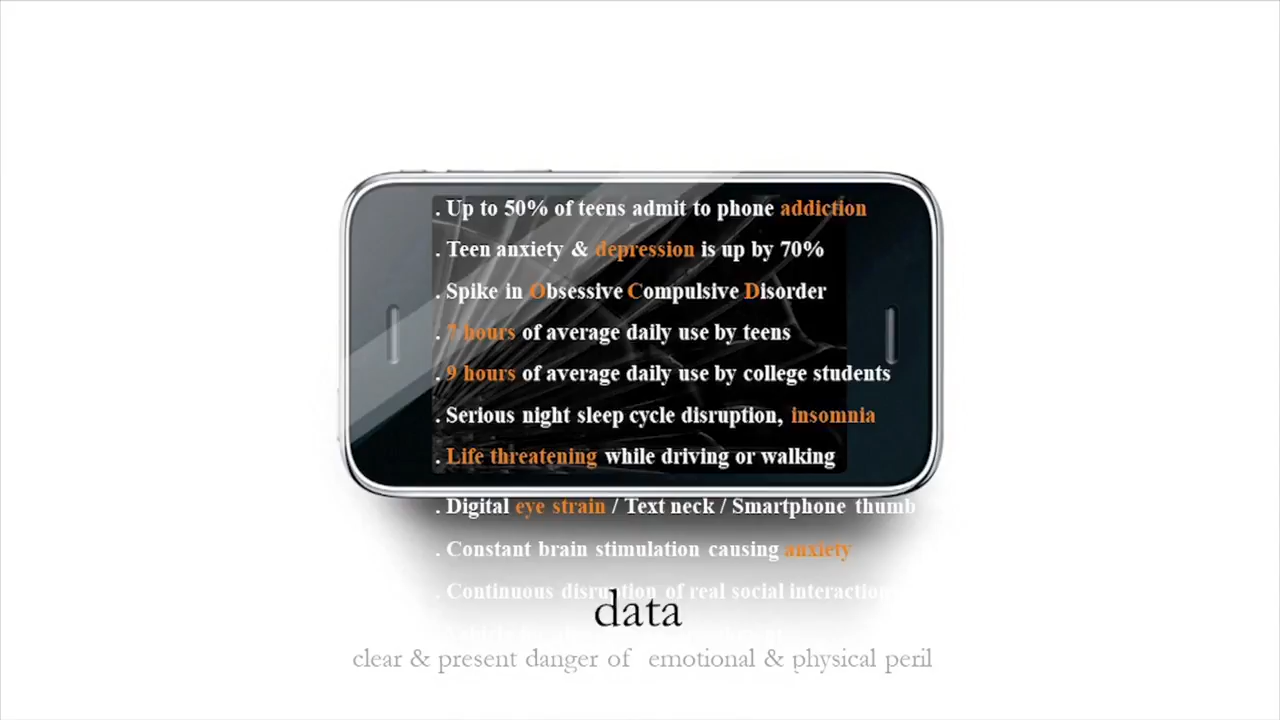 . Up to 50% of teens admit to phone addiction
. Teen anxiety & depression is up by 70%
. Spike in Obsessive Compulsive Disorder
. 7 hours of average daily use by teens
. 9 hours of average daily use by college students
. Serious night sleep cycle disruption, insomnia
. Life threatening while driving or walking
. Digital eye strain / Text neck / Smartphone thumb
. Constant brain stimulation causing anxiety
. Continuous disruption of real social interaction
data
clear & present danger of emotional & physical peril